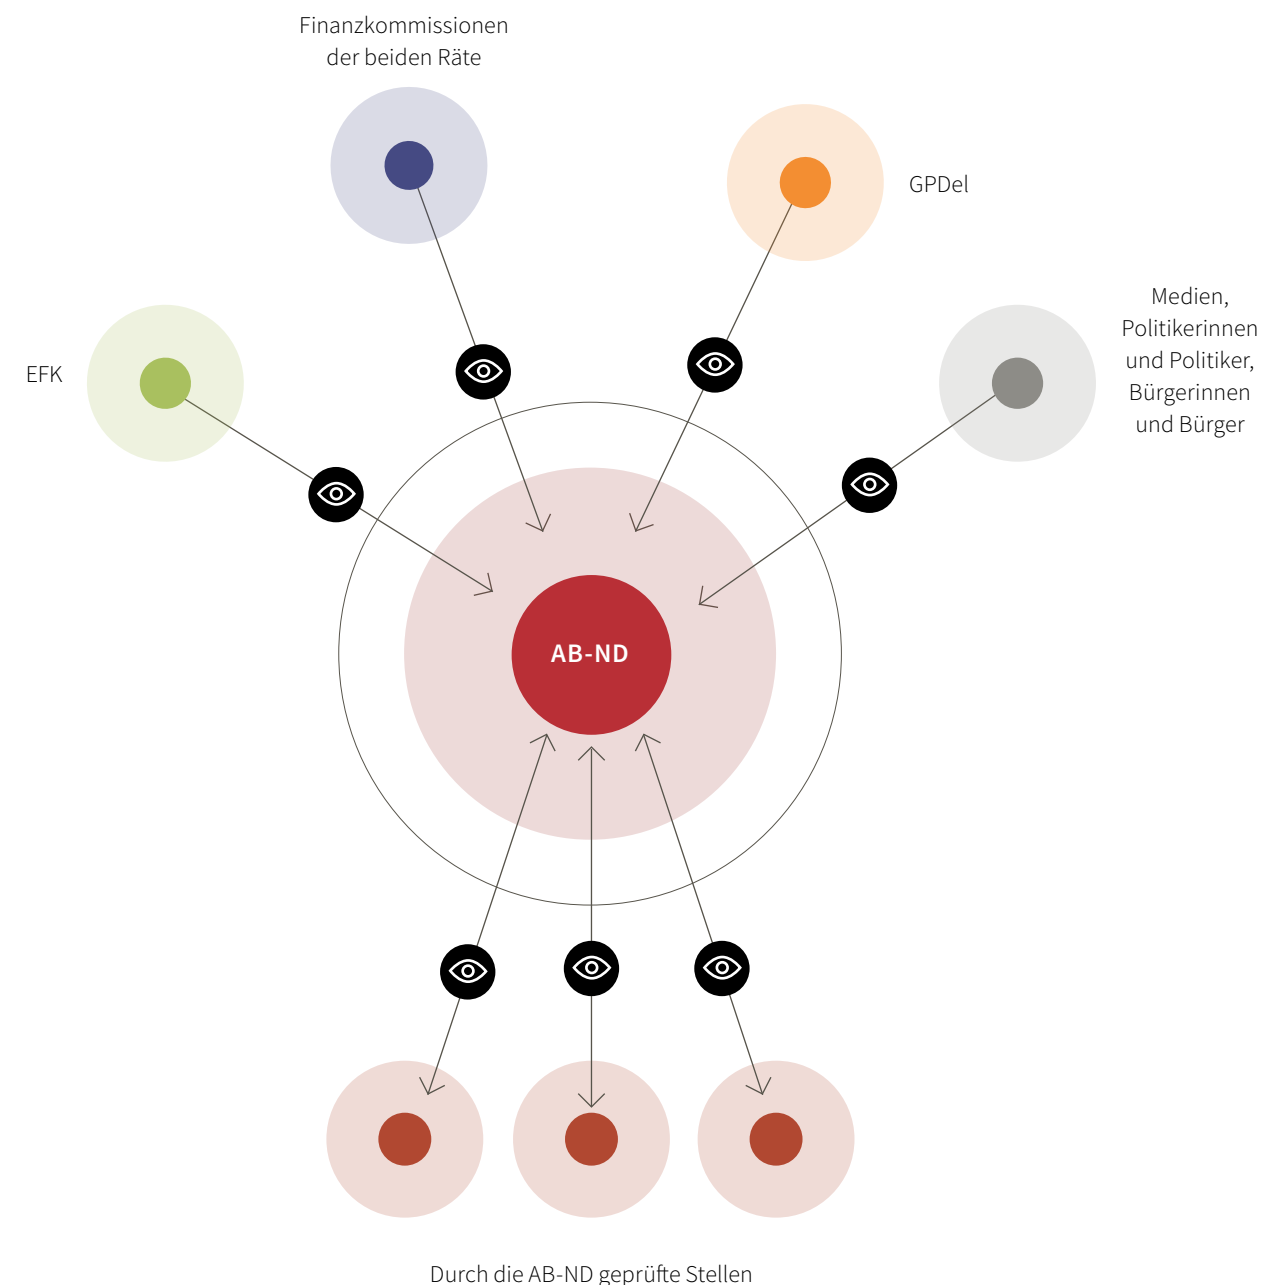 Finanzkommissionen
der beiden Räte
GPDel
Medien,
Politikerinnen
und Politiker,
Bürgerinnen
und Bürger
EFK
AB-ND
Durch die AB-ND geprüfte Stellen